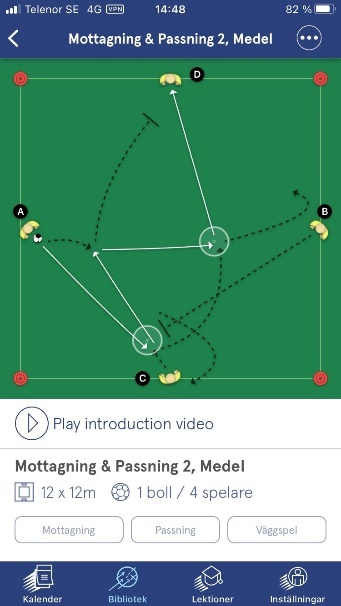 Telenor SE 4G VPN 14:48 82 %
Mottagning & Passning 2, Medel
D
A
B
C
Play introduction video
Mottagning & Passning 2, Medel
12 x 12m 1 boll / 4 spelare
Mottagning Passning Väggspel
Kalender Bibliotek Lektioner Inställningar